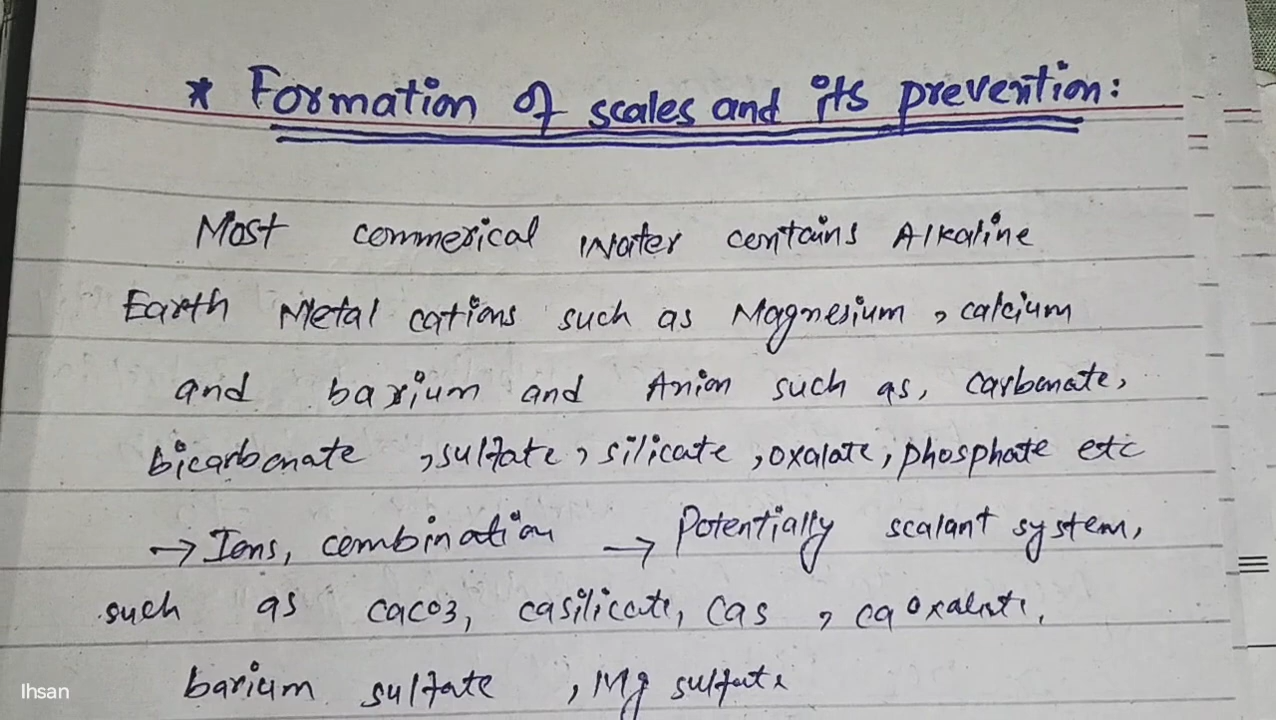 * Formation of scales and its prevention:
Most commerical Water contains Alkaline
Earth Metal cations such as Magnesium, calcium
and barium and Anion such as, carbonate,
bicarbonate, sulfate, silicate, oxalate, phosphate etc
→ Ions, combination → Potentially scalant system,
such as caco3, casilicate, cas, ca oxalate,
barium sulfate, Mg sulfate
Ihsan